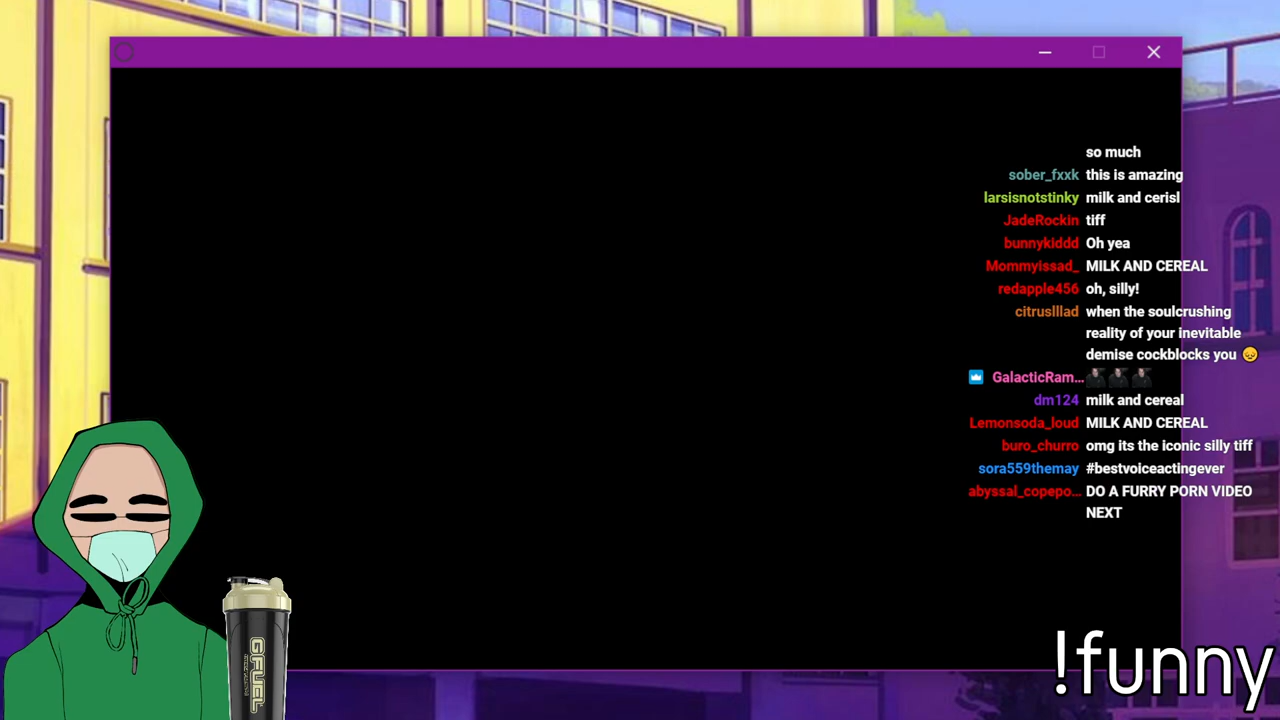 so much
sober_fxxk this is amazing
larsisnotstinky milk and cerisl
JadeRockin tiff
bunnykiddd Oh yea
Mommyissad_ MILK AND CEREAL
redapple456 oh, silly!
citruslllad when the soulcrushing
reality of your inevitable
demise cockblocks you 😞
GalacticRam...
dm124 milk and cereal
Lemonsoda_loud MILK AND CEREAL
buro_churro omg its the iconic silly tiff
sora559themay #bestvoiceactingever
abyssal_copepo... DO A FURRY PORN VIDEO
NEXT
GFUEL
!funny